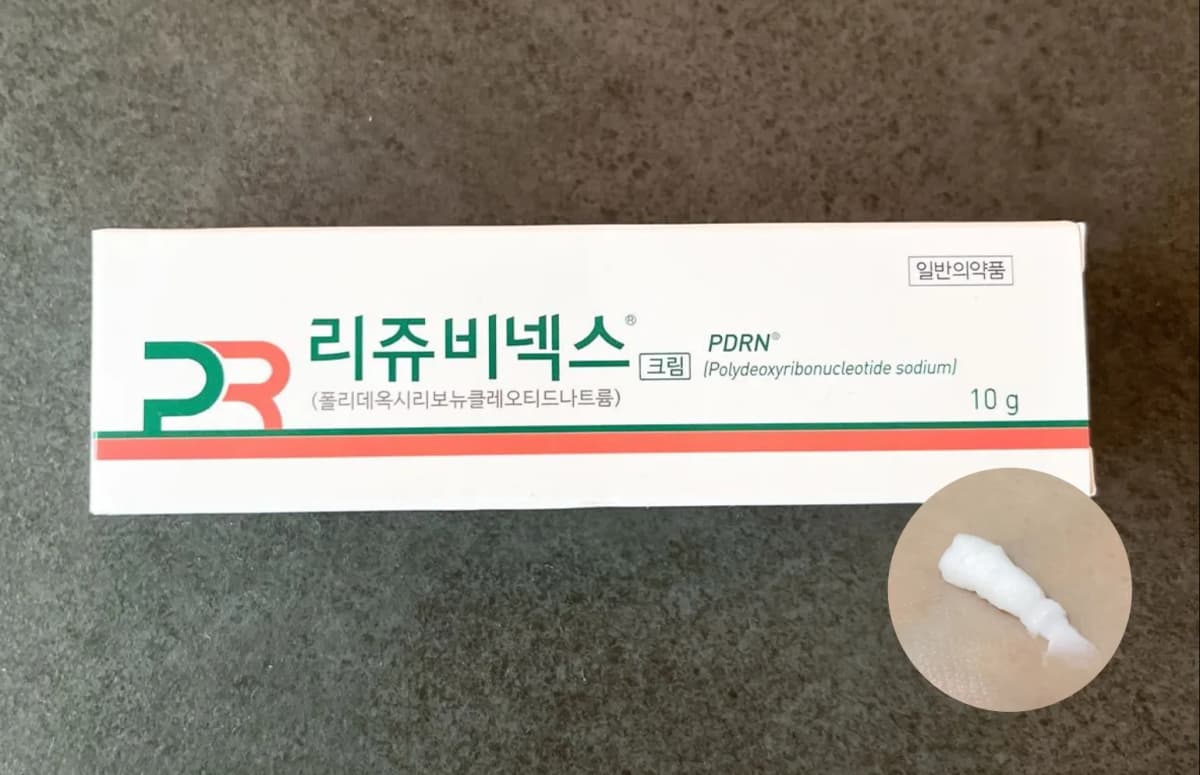 일반의약품
PR
리쥬비넥스® 크림 PDRN®
(폴리데옥시리보뉴클레오티드나트륨) (Polydeoxyribonucleotide sodium)
10 g